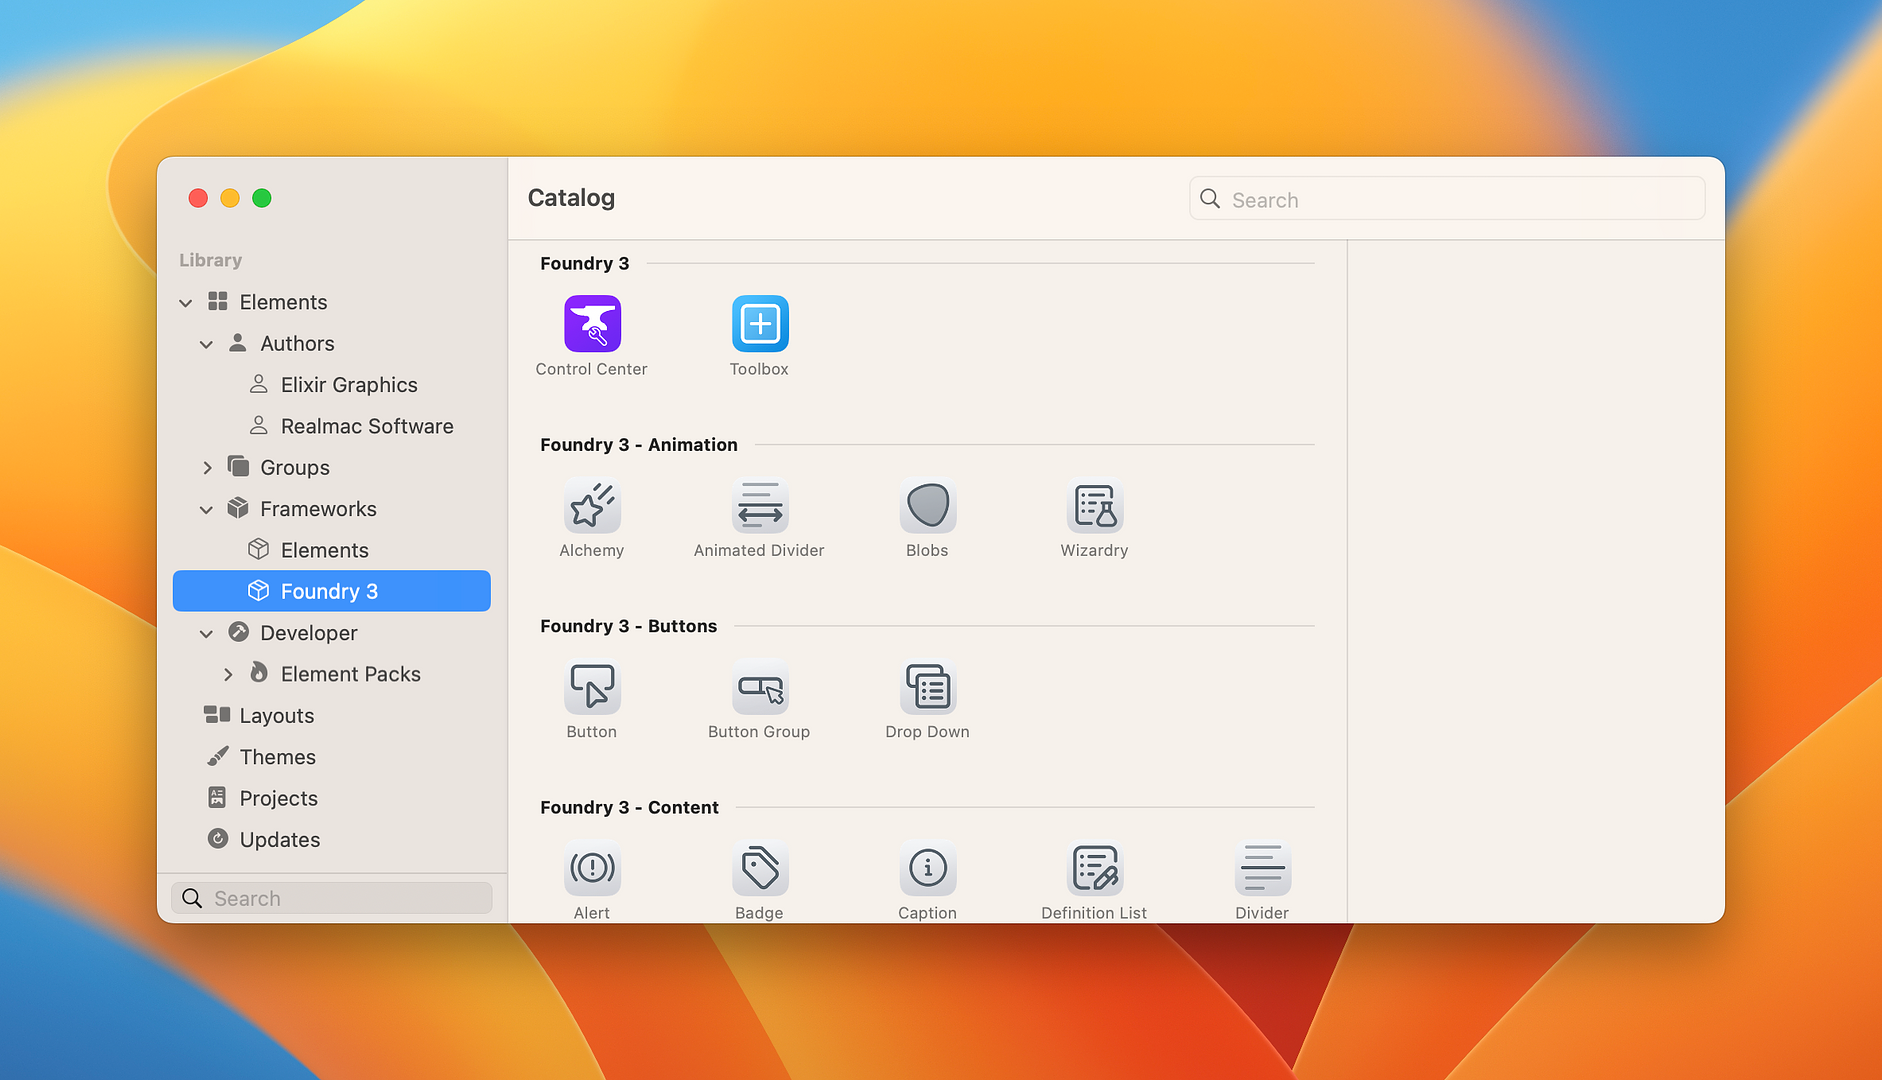 Library
Elements
Authors
Elixir Graphics
Realmac Software
Groups
Frameworks
Elements
Foundry 3
Developer
Element Packs
Layouts
Themes
Projects
Updates
Search
Catalog
Search
Foundry 3
Control Center
Toolbox
Foundry 3 - Animation
Alchemy
Animated Divider
Blobs
Wizardry
Foundry 3 - Buttons
Button
Button Group
Drop Down
Foundry 3 - Content
Alert
Badge
Caption
Definition List
Divider